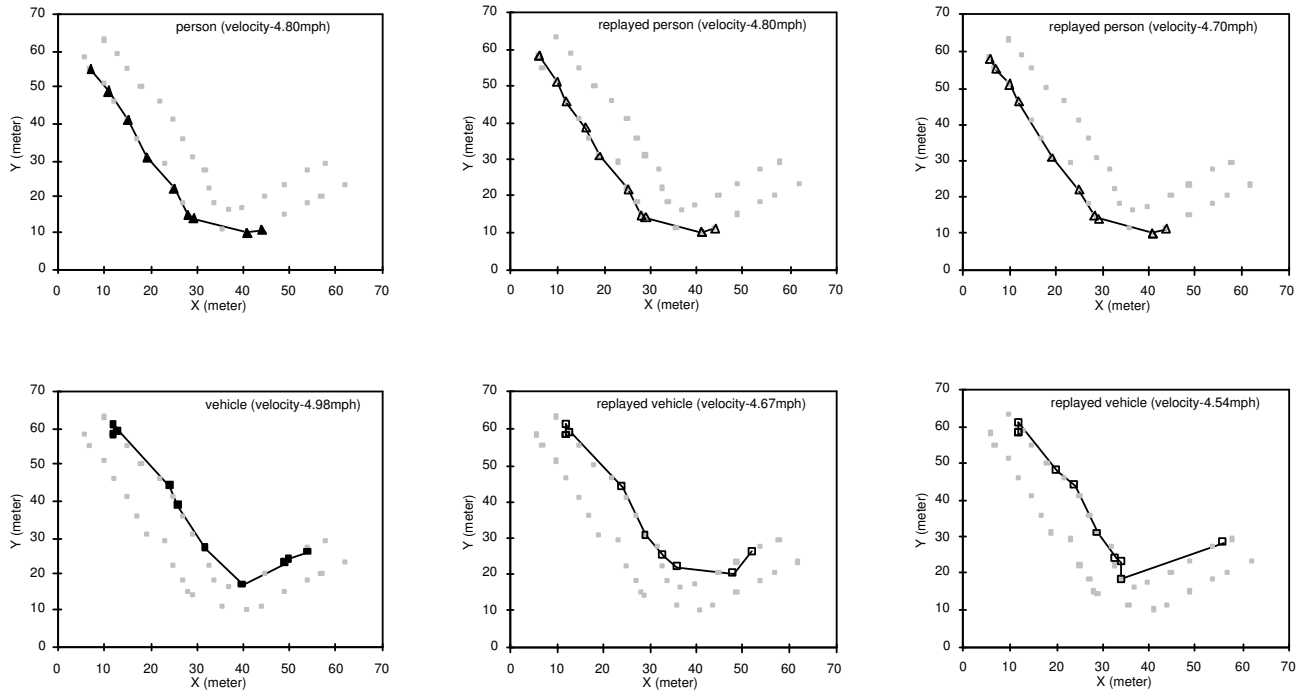 person (velocity-4.80mph)
70
60
50
40
30
20
10
0
Y (meter)
0 10 20 30 40 50 60 70
X (meter)
replayed person (velocity-4.80mph)
70
60
50
40
30
20
10
0
Y (meter)
0 10 20 30 40 50 60 70
X (meter)
replayed person (velocity-4.70mph)
70
60
50
40
30
20
10
0
Y (meter)
0 10 20 30 40 50 60 70
X (meter)
vehicle (velocity-4.98mph)
70
60
50
40
30
20
10
0
Y (meter)
0 10 20 30 40 50 60 70
X (meter)
replayed vehicle (velocity-4.67mph)
70
60
50
40
30
20
10
0
Y (meter)
0 10 20 30 40 50 60 70
X (meter)
replayed vehicle (velocity-4.54mph)
70
60
50
40
30
20
10
0
Y (meter)
0 10 20 30 40 50 60 70
X (meter)